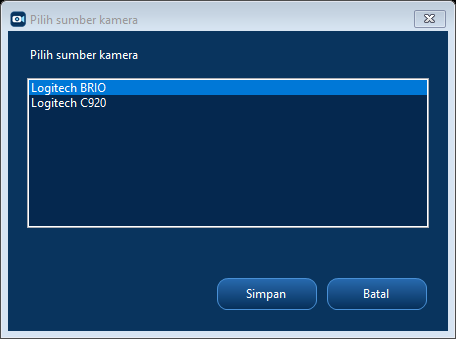 Pilih sumber kamera
Pilih sumber kamera
Logitech BRIO
Logitech C920
Simpan
Batal